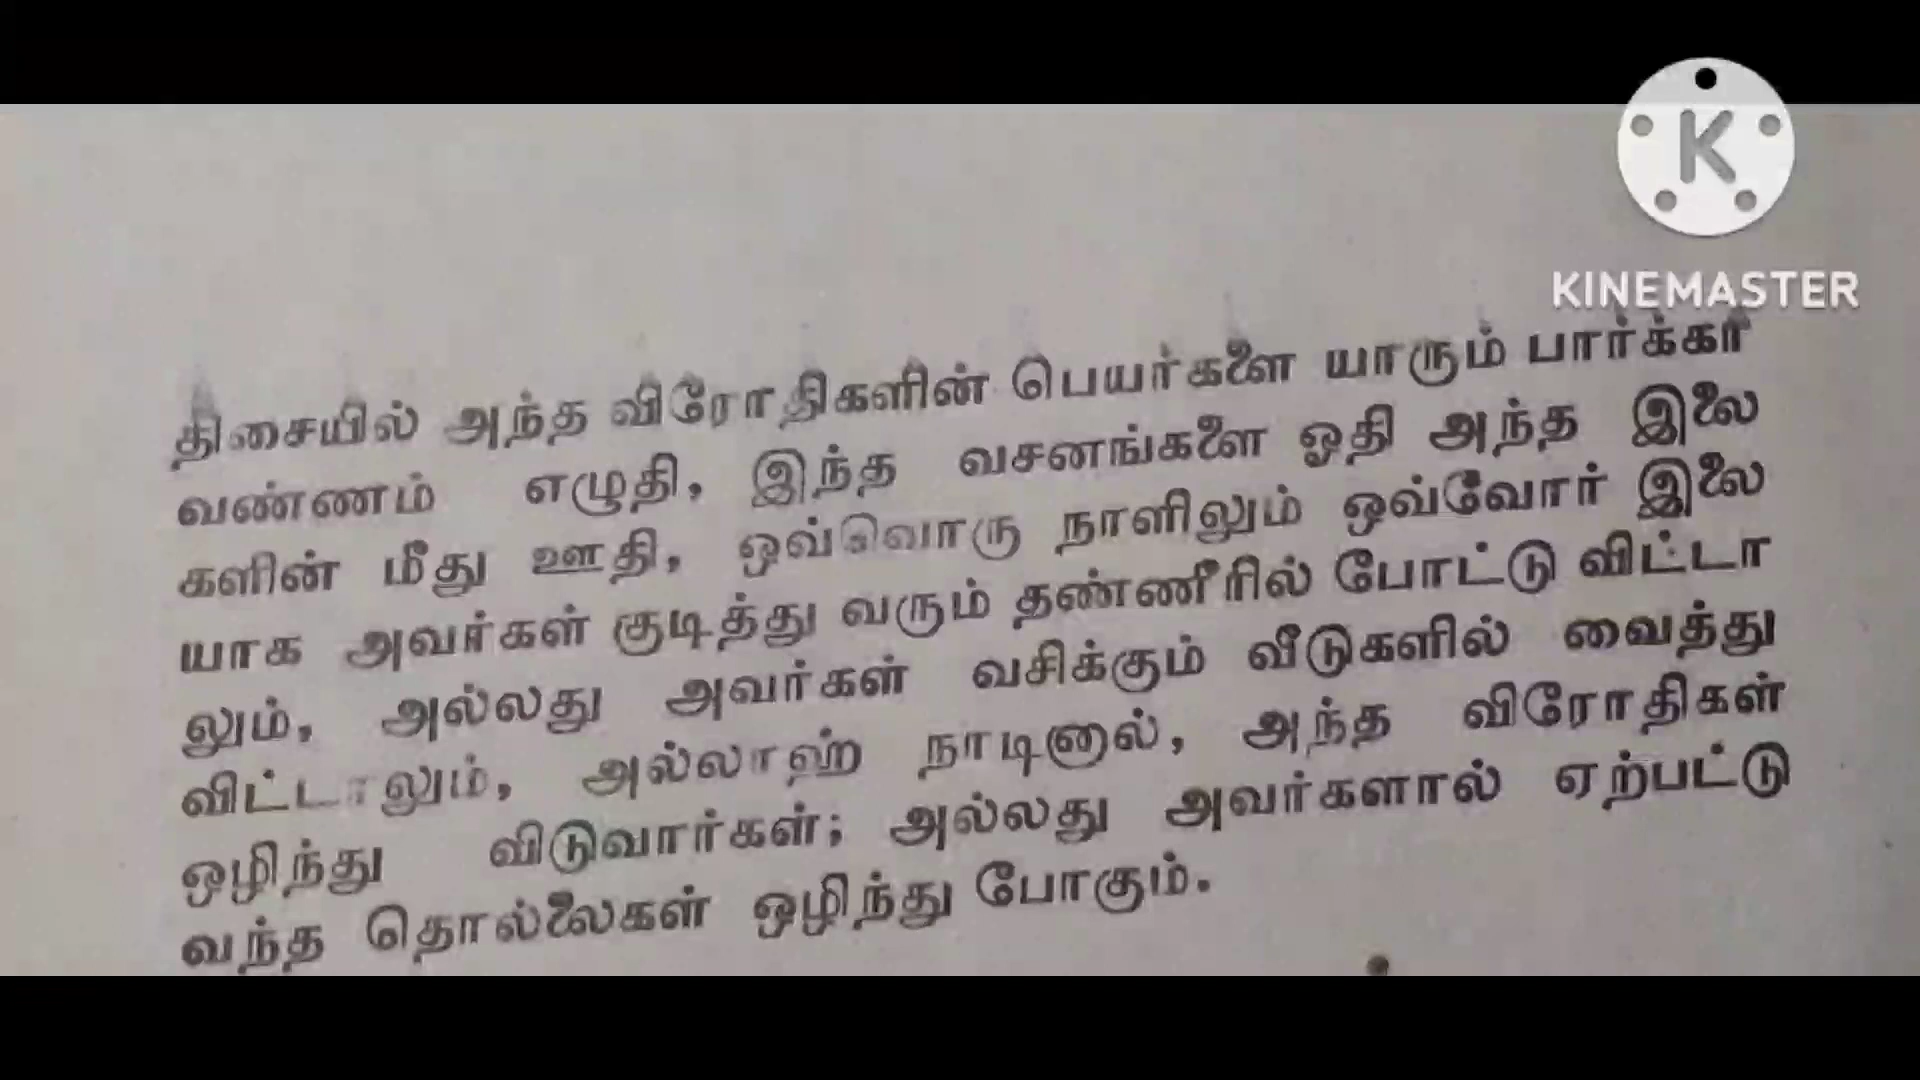 KINEMASTER
திசையில் அந்த விரோதிகளின் பெயர்களை யாரும் பார்க்கா
வண்ணம் எழுதி, இந்த வசனங்களை ஓதி அந்த இலை
களின் மீது ஊதி, ஒவ்வொரு நாளிலும் ஒவ்வோர் இலை
யாக அவர்கள் குடித்து வரும் தண்ணீரில் போட்டு விட்டா
லும், அல்லது அவர்கள் வசிக்கும் வீடுகளில் வைத்து
விட்டாலும், அல்லாஹ் நாடினால், அந்த விரோதிகள்
ஒழிந்து விடுவார்கள்; அல்லது அவர்களால் ஏற்பட்டு
வந்த தொல்லைகள் ஒழிந்து போகும்.